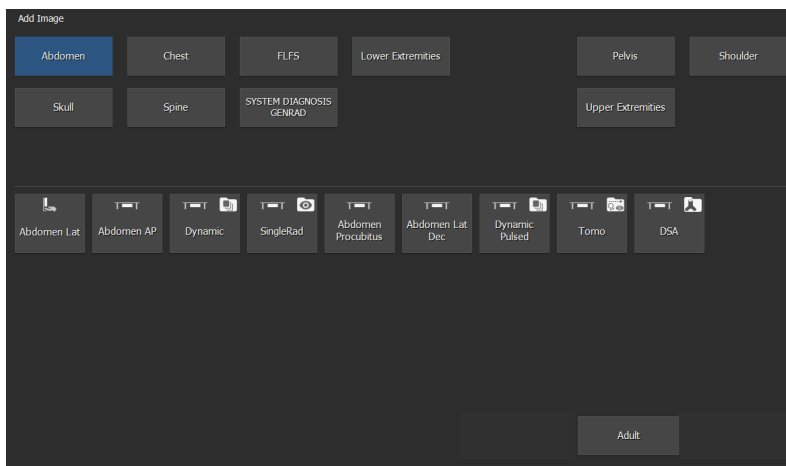 Add Image
Abdomen
Chest
FLFS
Lower Extremities
Pelvis
Shoulder
Skull
Spine
SYSTEM DIAGNOSIS
GENRAD
Upper Extremities
Abdomen Lat
Abdomen AP
Dynamic
SingleRad
Abdomen
Procubitus
Abdomen Lat
Dec
Dynamic
Pulsed
Tomo
DSA
Adult